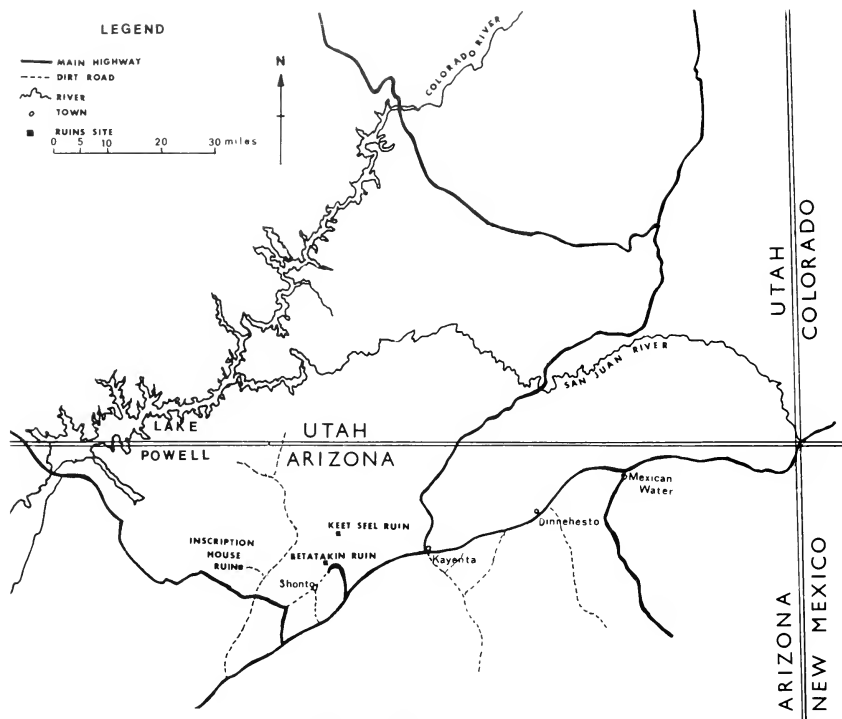 LEGEND
MAIN HIGHWAY
DIRT ROAD
RIVER
TOWN
RUINS SITE
0 5 10 20 30 miles
N
COLORADO RIVER
UTAH
COLORADO
SAN JUAN RIVER
LAKE
POWELL
UTAH
ARIZONA
Mexican
Water
Dinnehesto
KEET SEEL RUIN
INSCRIPTION
HOUSE
RUIN
BETATAKIN RUIN
Kayenta
Shonto
ARIZONA
NEW MEXICO